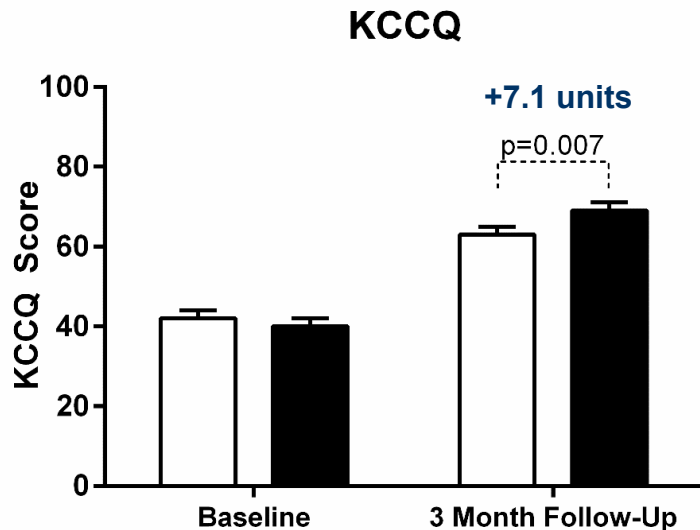 KCCQ
KCCQ Score
100
80
60
40
20
0
+7.1 units
p=0.007
Baseline
3 Month Follow-Up